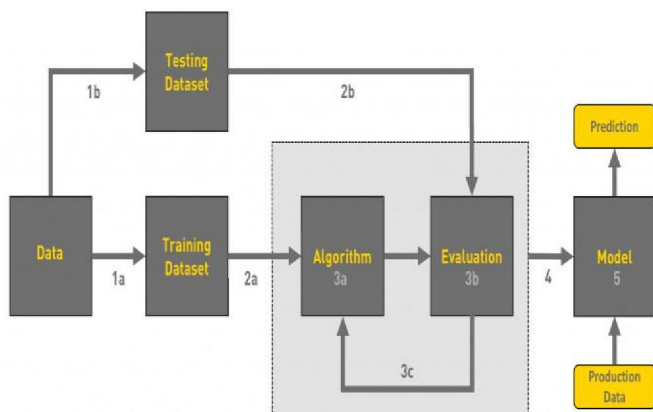 Testing
Dataset
1b
2b
Prediction
Data
1a
Training
Dataset
2a
Algorithm
3a
Evaluation
3b
4
Model
5
3c
Production
Data